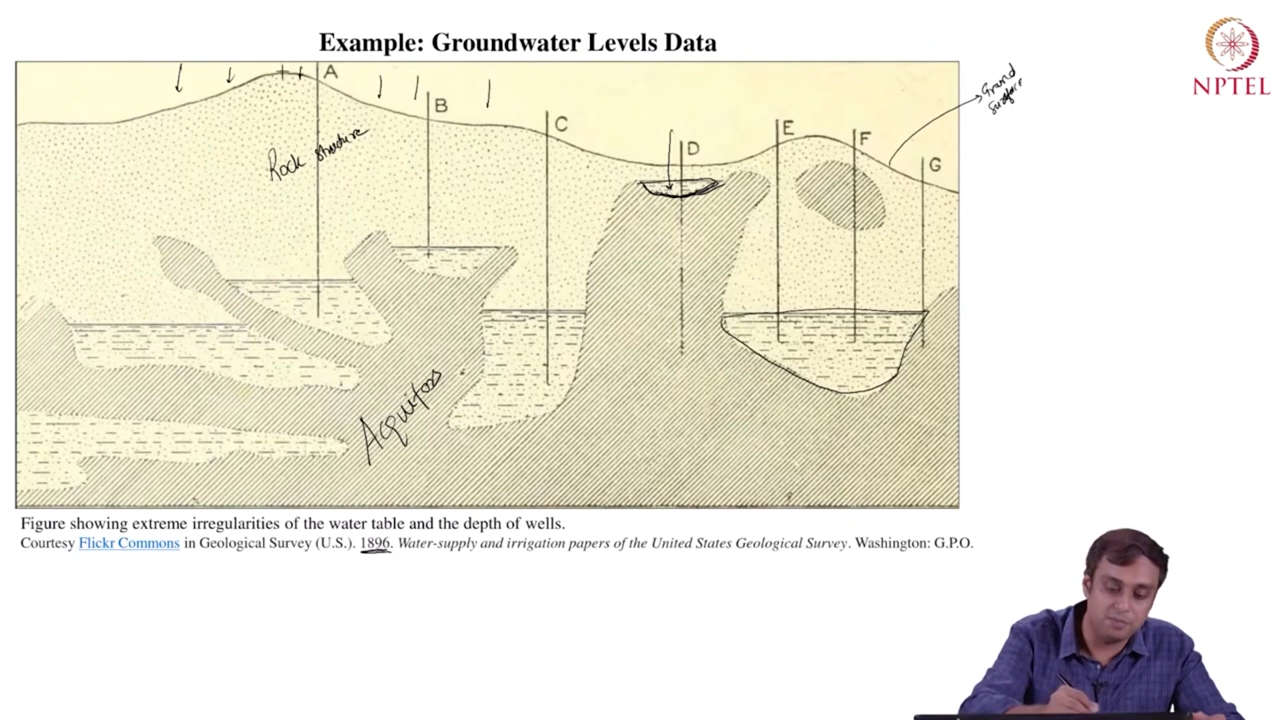 Example: Groundwater Levels Data
NPTEL
A
B
C
D
E
F
G
Ground
surface
Rock structure
Acquifors
Figure showing extreme irregularities of the water table and the depth of wells.
Courtesy Flickr Commons in Geological Survey (U.S.). 1896. Water-supply and irrigation papers of the United States Geological Survey. Washington: G.P.O.